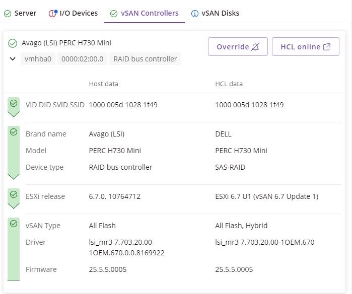 Server I/O Devices vSAN Controllers vSAN Disks
Avago (LSI) PERC H730 Mini Override HCL online
vmhba0 0000:02:00.0 RAID bus controller
Host data HCL data
VID DID SVID SSID 1000 005d 1028 1f49 1000 005d 1028 1f49
Brand name Avago (LSI) DELL
Model PERC H730 Mini PERC H730 Mini
Device type RAID bus controller SAS-RAID
ESXi release 6.7.0, 10764712 ESXi 6.7 U1 (vSAN 6.7 Update 1)
vSAN Type All Flash All Flash, Hybrid
Driver lsi_mr3 7.703.20.00- lsi_mr3 7.703.20.00-1OEM.670
1OEM.670.0.0.8169922
Firmware 25.5.5.0005 25.5.5.0005